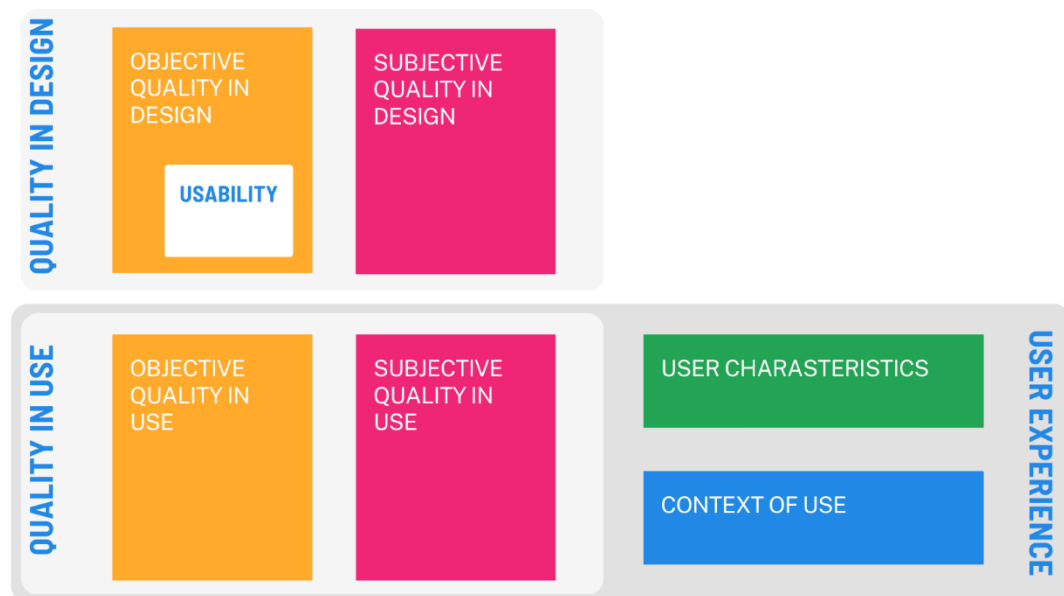 QUALITY IN DESIGN
OBJECTIVE
QUALITY IN
DESIGN
USABILITY
SUBJECTIVE
QUALITY IN
DESIGN
QUALITY IN USE
OBJECTIVE
QUALITY IN
USE
SUBJECTIVE
QUALITY IN
USE
USER CHARASTERISTICS
CONTEXT OF USE
USER EXPERIENCE